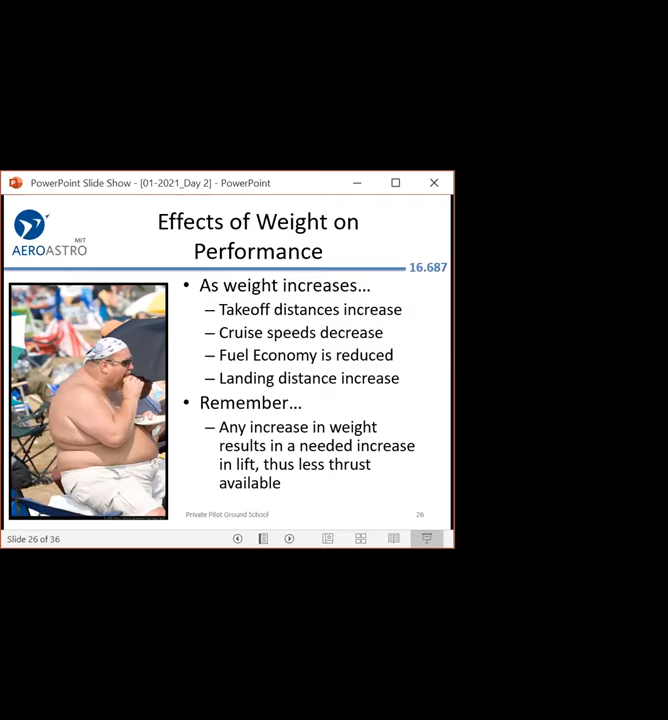 PowerPoint Slide Show - [01-2021_Day 2] - PowerPoint
MIT
AEROASTRO
Effects of Weight on
Performance
16.687
• As weight increases…
– Takeoff distances increase
– Cruise speeds decrease
– Fuel Economy is reduced
– Landing distance increase
• Remember…
– Any increase in weight
results in a needed increase
in lift, thus less thrust
available
Private Pilot Ground School
26
Slide 26 of 36